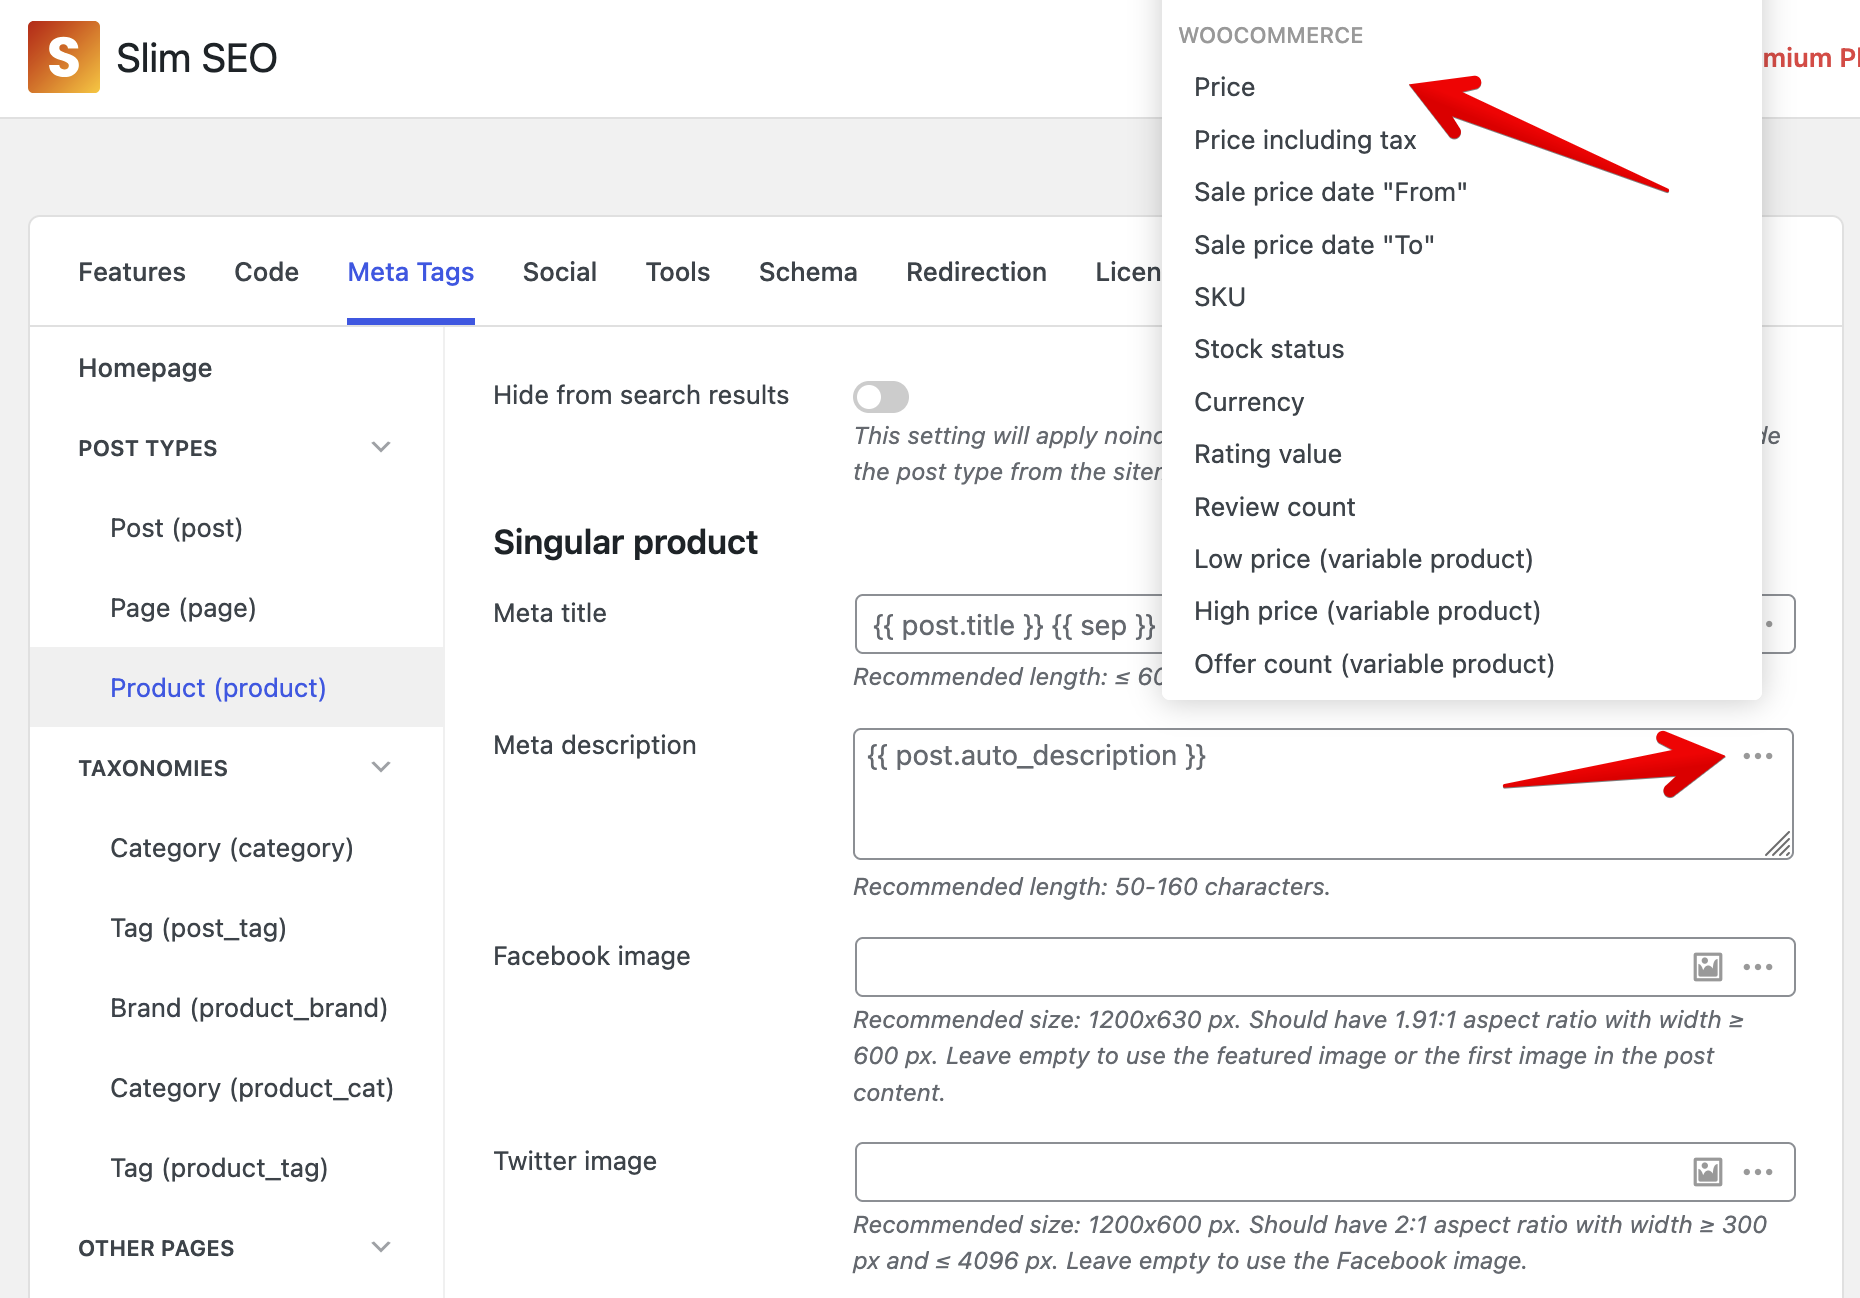 S
Slim SEO
mium Pl
WOOCOMMERCE
Price
Price including tax
Sale price date "From"
Sale price date "To"
SKU
Stock status
Currency
Rating value
Review count
Low price (variable product)
High price (variable product)
Offer count (variable product)
Features
Code
Meta Tags
Social
Tools
Schema
Redirection
Licen
Homepage
POST TYPES
Post (post)
Page (page)
Product (product)
TAXONOMIES
Category (category)
Tag (post_tag)
Brand (product_brand)
Category (product_cat)
Tag (product_tag)
OTHER PAGES
Hide from search results
This setting will apply noind
de
the post type from the siter
Singular product
Meta title
{{ post.title }} {{ sep }}
Recommended length: ≤ 60
Meta description
{{ post.auto_description }}
Recommended length: 50-160 characters.
Facebook image
Recommended size: 1200x630 px. Should have 1.91:1 aspect ratio with width ≥
600 px. Leave empty to use the featured image or the first image in the post
content.
Twitter image
Recommended size: 1200x600 px. Should have 2:1 aspect ratio with width ≥ 300
px and ≤ 4096 px. Leave empty to use the Facebook image.